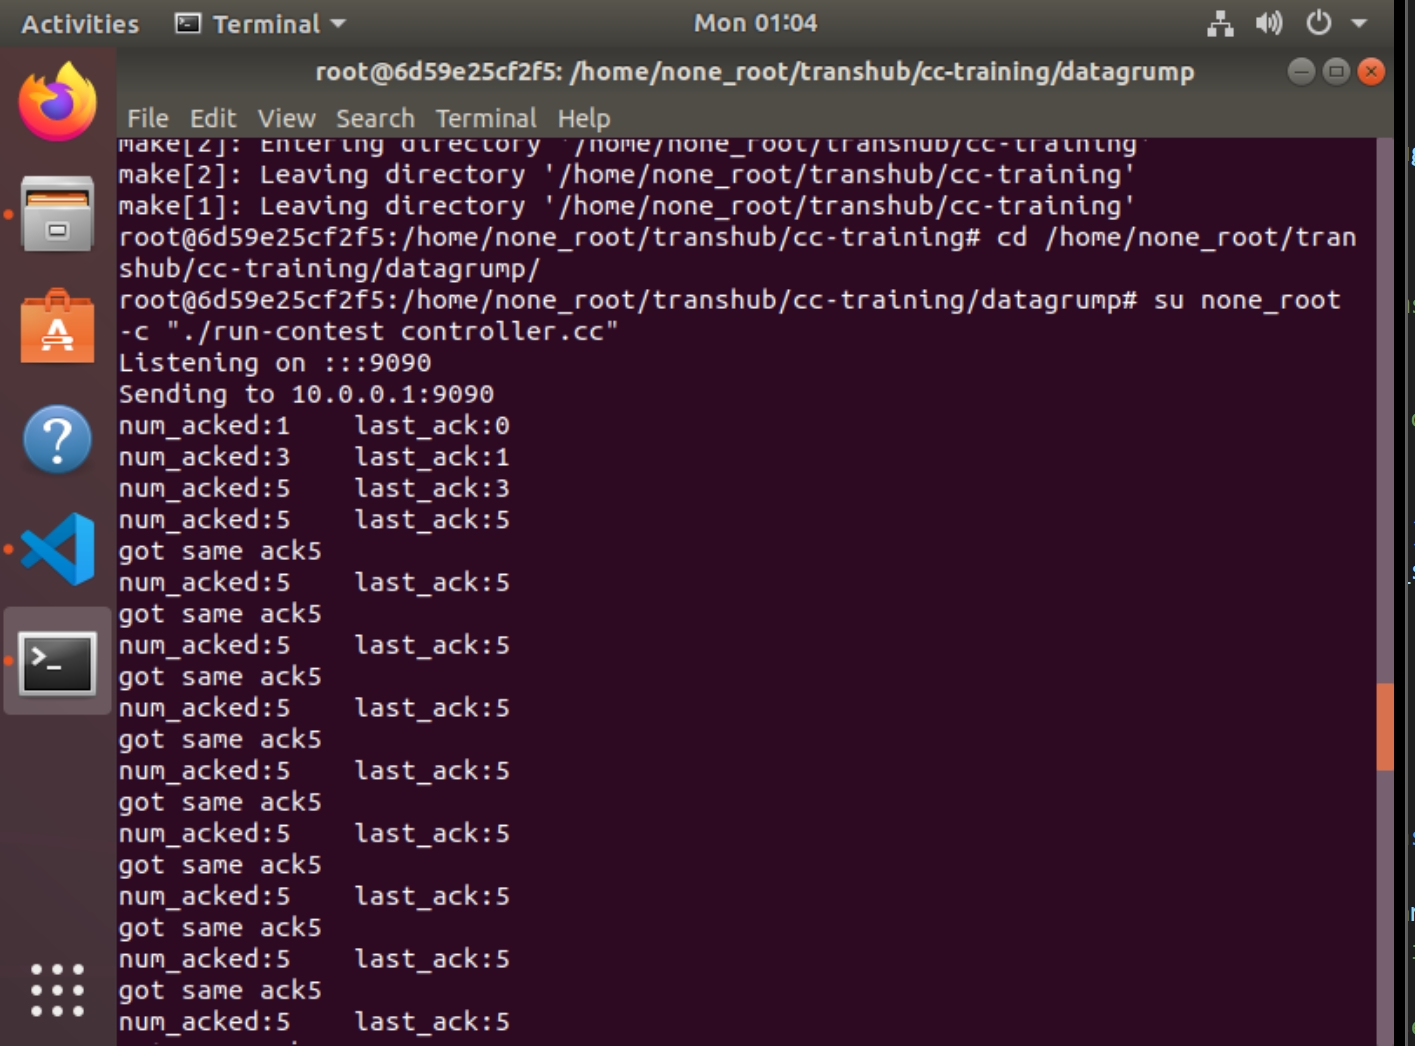 Activities Terminal Mon 01:04
root@6d59e25cf2f5: /home/none_root/transhub/cc-training/datagrump
File Edit View Search Terminal Help
make[2]: Entering directory '/home/none_root/transhub/cc-training'
make[2]: Leaving directory '/home/none_root/transhub/cc-training'
make[1]: Leaving directory '/home/none_root/transhub/cc-training'
root@6d59e25cf2f5:/home/none_root/transhub/cc-training# cd /home/none_root/tran
shub/cc-training/datagrump/
root@6d59e25cf2f5:/home/none_root/transhub/cc-training/datagrump# su none_root
-c "./run-contest controller.cc"
Listening on :::9090
Sending to 10.0.0.1:9090
num_acked:1 last_ack:0
num_acked:3 last_ack:1
num_acked:5 last_ack:3
num_acked:5 last_ack:5
got same ack5
num_acked:5 last_ack:5
got same ack5
num_acked:5 last_ack:5
got same ack5
num_acked:5 last_ack:5
got same ack5
num_acked:5 last_ack:5
got same ack5
num_acked:5 last_ack:5
got same ack5
num_acked:5 last_ack:5
got same ack5
num_acked:5 last_ack:5
got same ack5
num_acked:5 last_ack:5